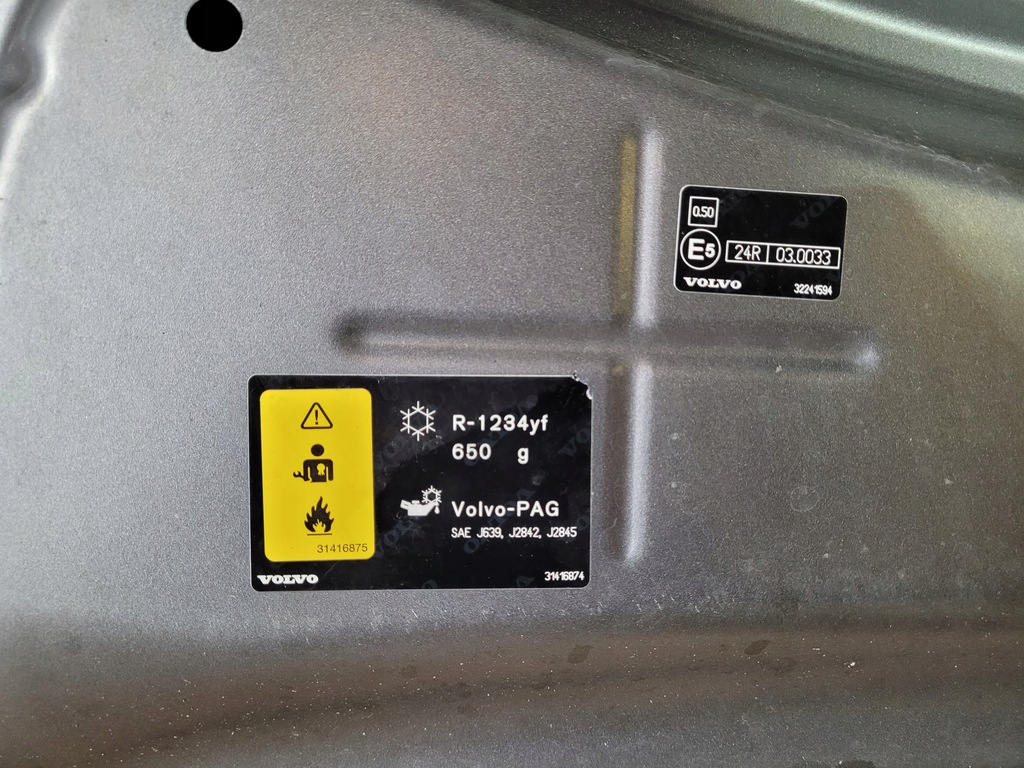 0.50
E5 24R 03.0033
VOLVO 32241594
R-1234yf
650 g
Volvo-PAG
SAE J639, J2842, J2845
31416875
VOLVO 31416874